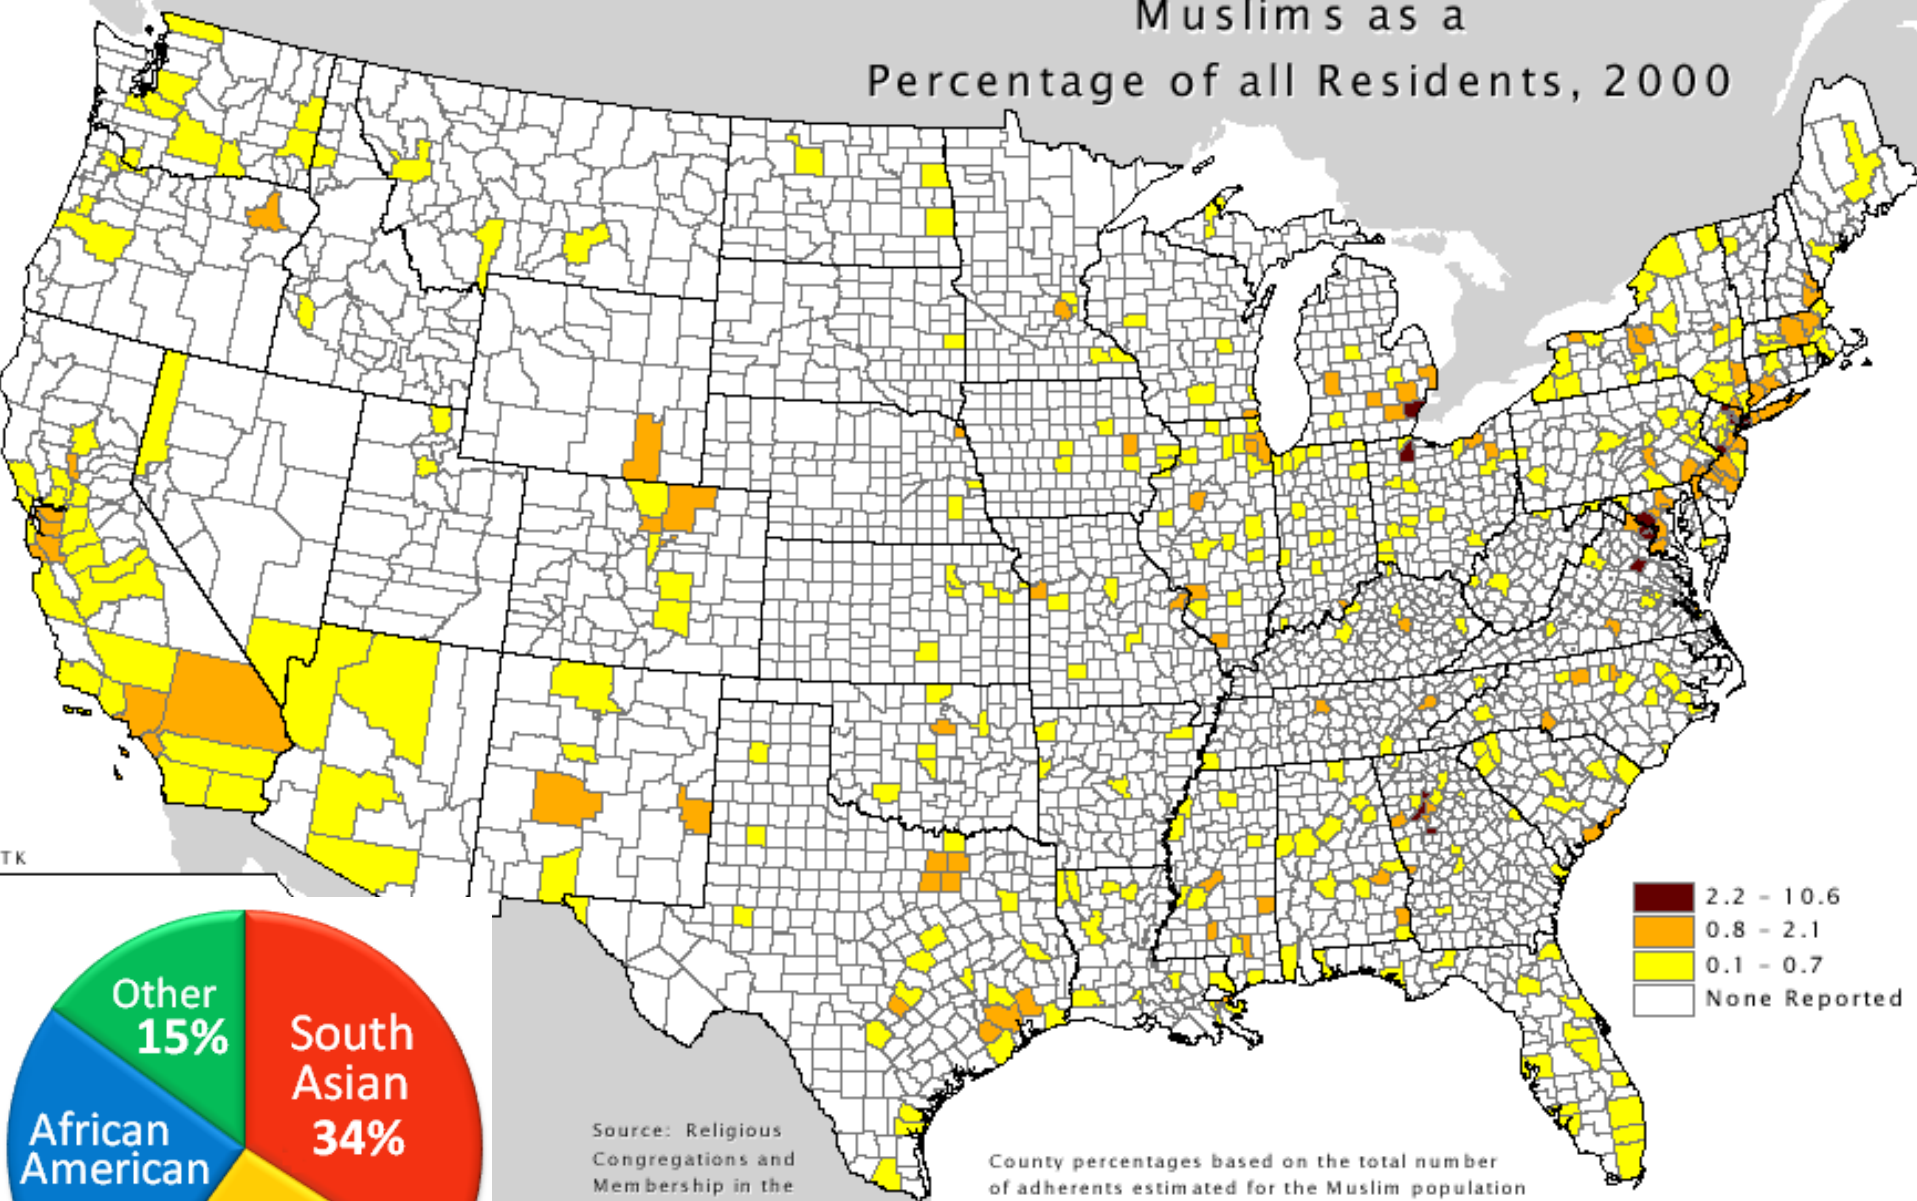 Muslims as a
Percentage of all Residents, 2000
TK
2.2 - 10.6
0.8 - 2.1
0.1 - 0.7
None Reported
Other
15%
South
Asian
34%
African
American
Source: Religious
Congregations and
Membership in the
County percentages based on the total number
of adherents estimated for the Muslim population